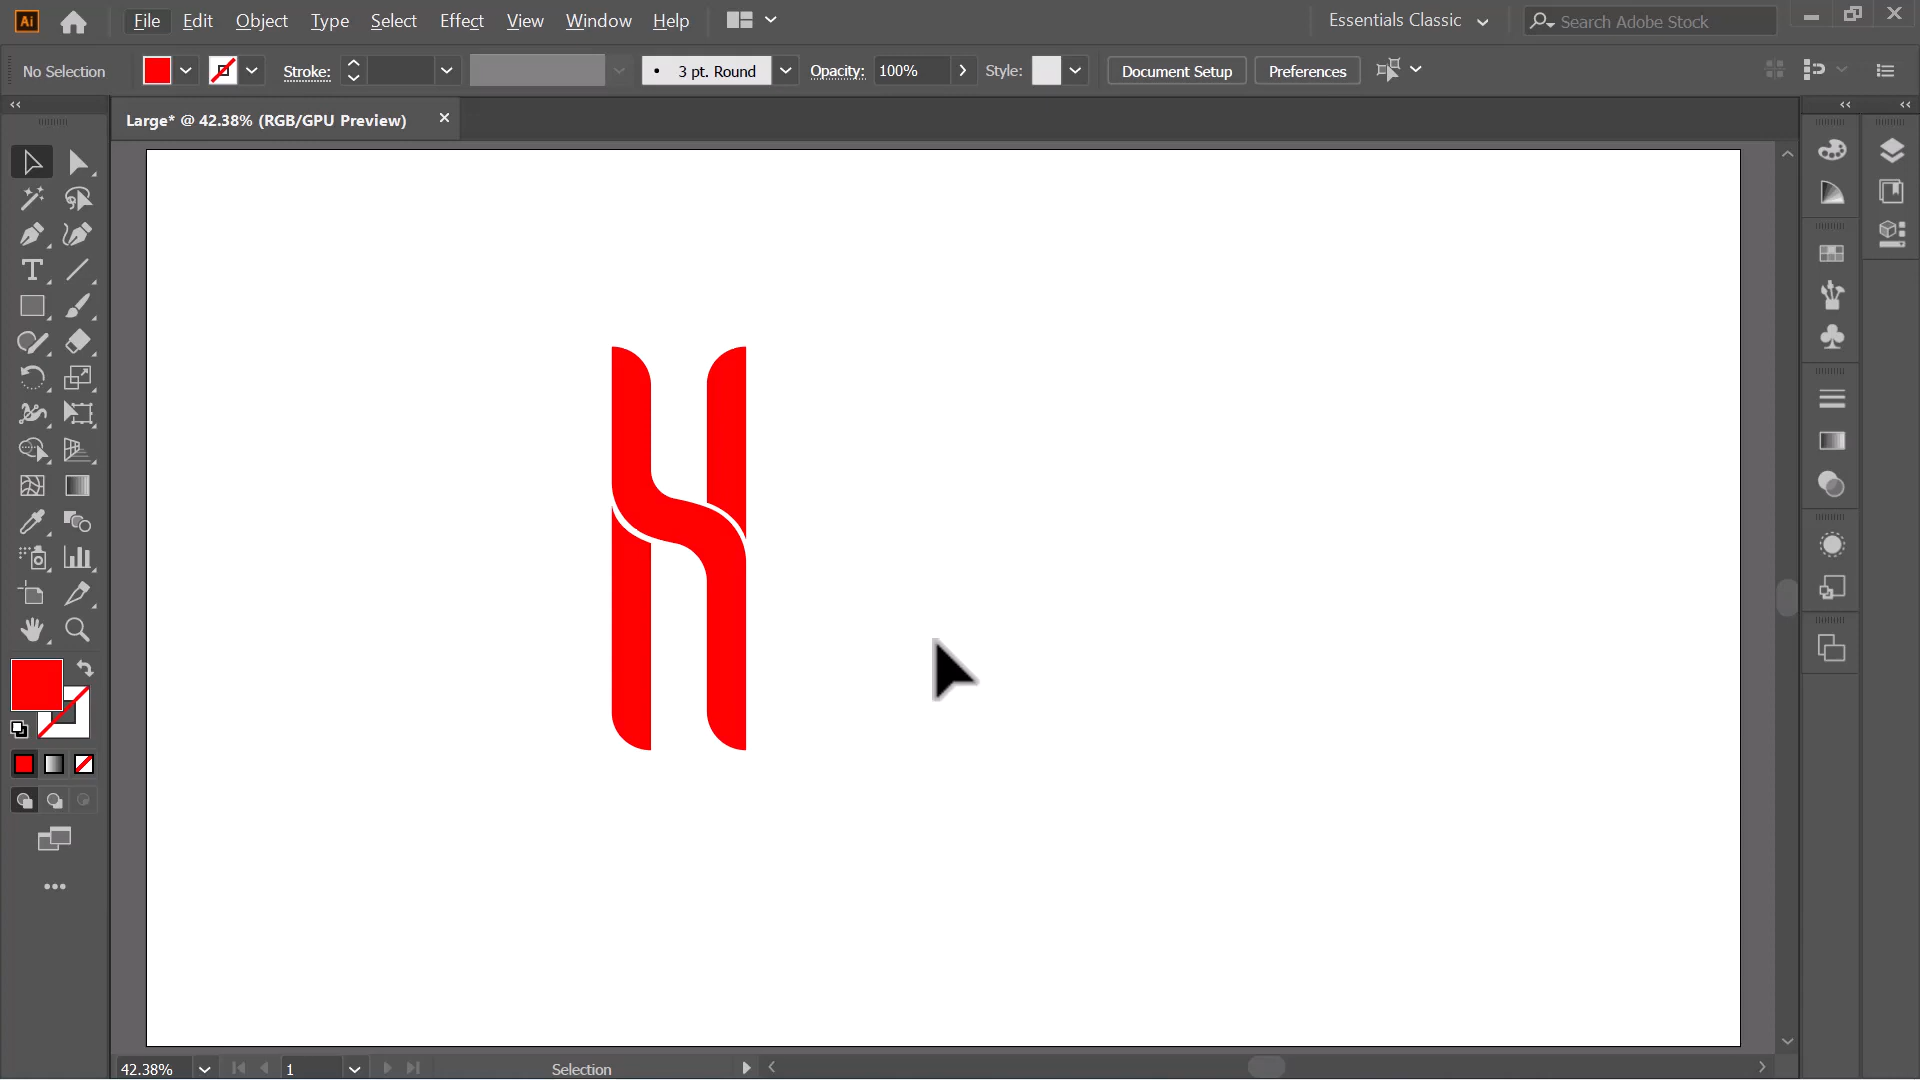 Ai File Edit Object Type Select Effect View Window Help Essentials Classic Search Adobe Stock
No Selection Stroke: 3 pt. Round Opacity: 100% Style: Document Setup Preferences
Large* @ 42.38% (RGB/GPU Preview)
H
42.38% 1 Selection